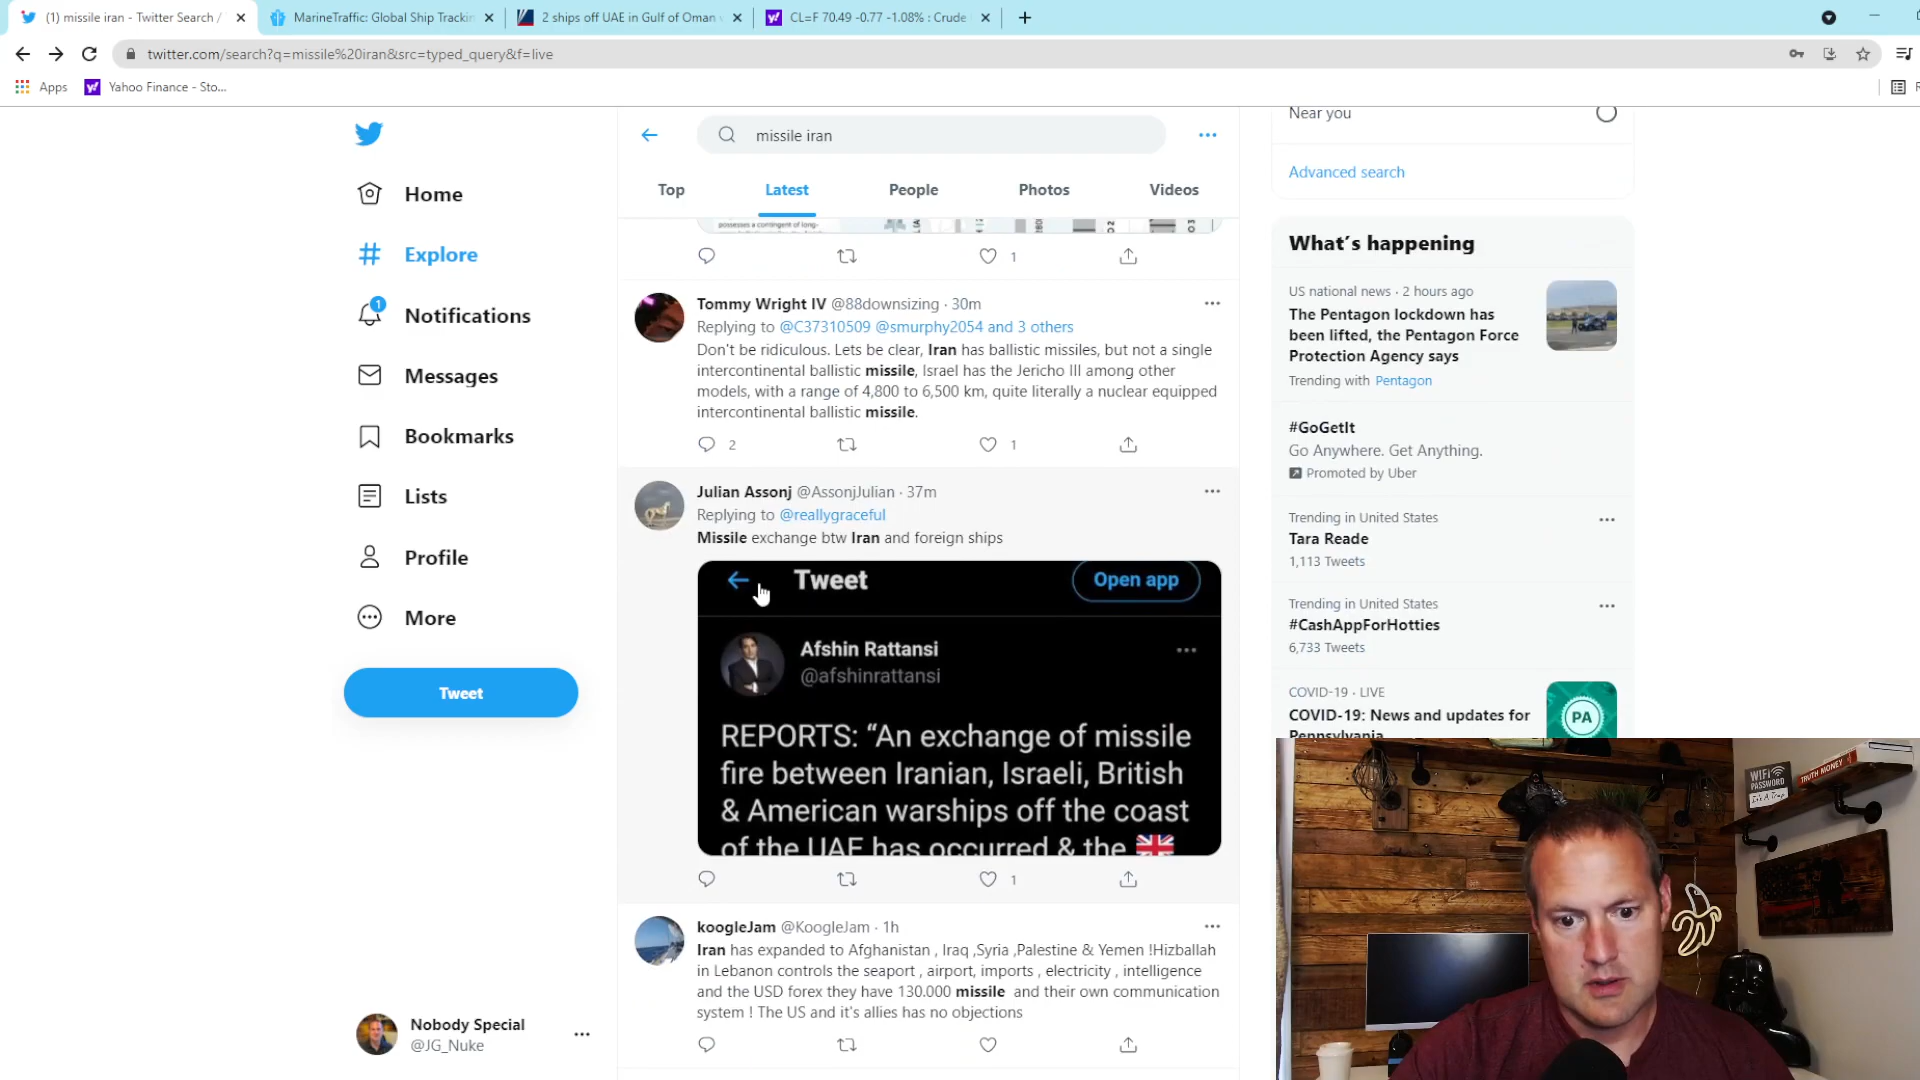 (1) missile iran - Twitter Search /
MarineTraffic: Global Ship Trackin
2 ships off UAE in Gulf of Oman
CL=F 70.49 -0.77 -1.08% : Crude
twitter.com/search?q=missile%20iran&src=typed_query&f=live
Apps
Yahoo Finance - Sto...
Home
Explore
1
Notifications
Messages
Bookmarks
Lists
Profile
More
Tweet
Nobody Special
@JG_Nuke
missile iran
Top
Latest
People
Photos
Videos
possesses a contingent of long-
1
Tommy Wright IV @88downsizing · 30m
Replying to @C37310509 @smurphy2054 and 3 others
Don't be ridiculous. Lets be clear, Iran has ballistic missiles, but not a single
intercontinental ballistic missile, Israel has the Jericho III among other
models, with a range of 4,800 to 6,500 km, quite literally a nuclear equipped
intercontinental ballistic missile.
2
1
Julian Assonj @AssonjJulian · 37m
Replying to @reallygraceful
Missile exchange btw Iran and foreign ships
Tweet
Open app
Afshin Rattansi
@afshinrattansi
REPORTS: “An exchange of missile
fire between Iranian, Israeli, British
& American warships off the coast
of the UAE has occurred & the
1
koogleJam @KoogleJam · 1h
Iran has expanded to Afghanistan , Iraq ,Syria ,Palestine & Yemen !Hizballah
in Lebanon controls the seaport , airport, imports , electricity , intelligence
and the USD forex they have 130.000 missile and their own communication
system ! The US and it's allies has no objections
Near you
Advanced search
What's happening
US national news · 2 hours ago
The Pentagon lockdown has
been lifted, the Pentagon Force
Protection Agency says
Trending with Pentagon
#GoGetIt
Go Anywhere. Get Anything.
Promoted by Uber
Trending in United States
Tara Reade
1,113 Tweets
Trending in United States
#CashAppForHotties
6,733 Tweets
COVID-19 · LIVE
COVID-19: News and updates for
Pennsylvania
PA
WIFI
PASSWORD
TRUTH MONEY